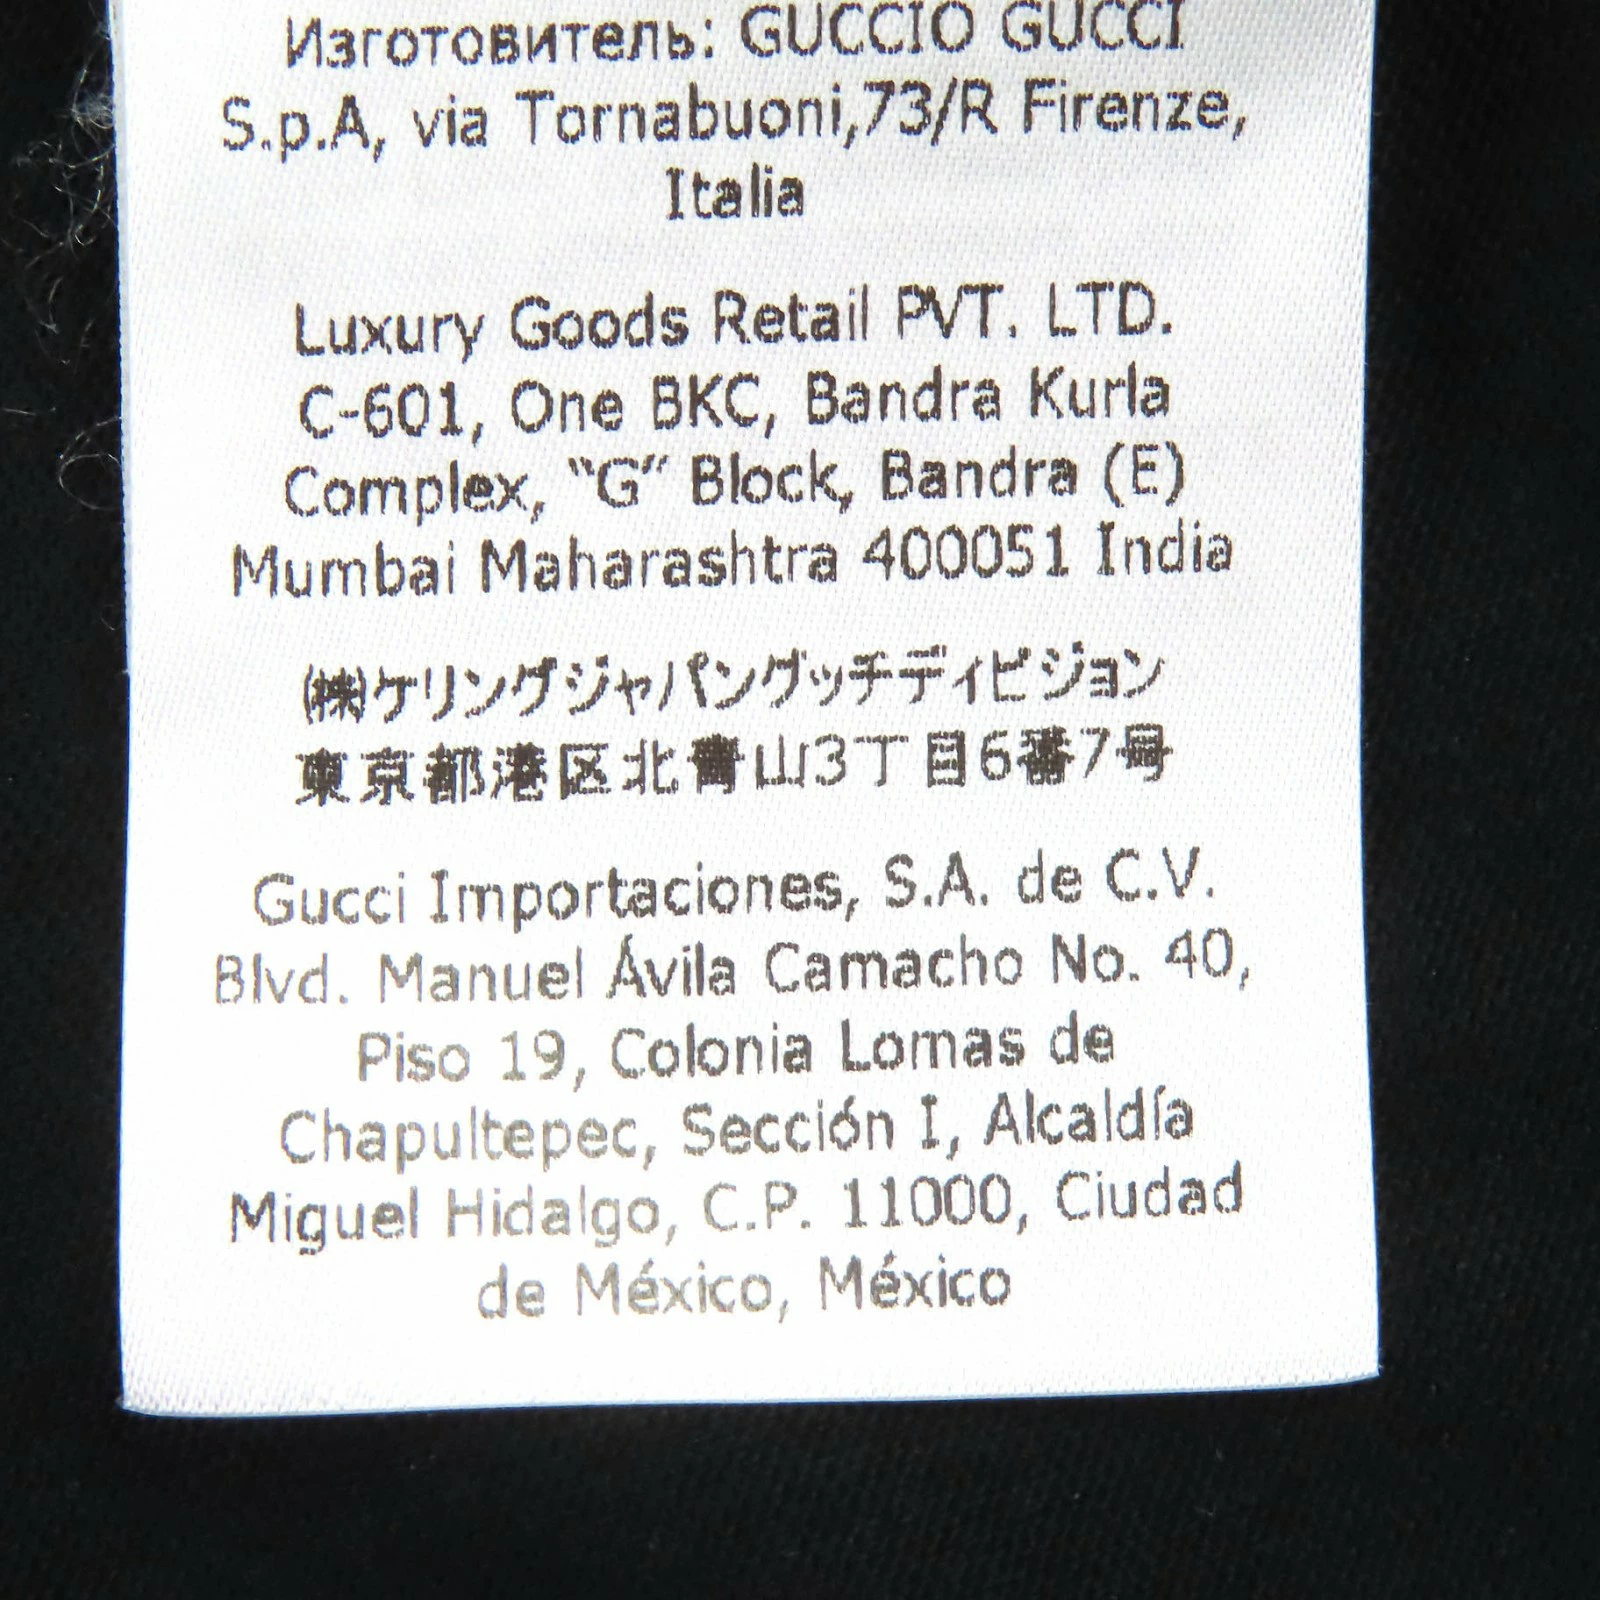 Изготовитель: GUCCIO GUCCI
S.p.A, via Tornabuoni,73/R Firenze,
Italia
Luxury Goods Retail PVT. LTD.
C-601, One BKC, Bandra Kurla
Complex, “G” Block, Bandra (E)
Mumbai Maharashtra 400051 India
(株)ケリングジャパングッチディビジョン
東京都港区北青山3丁目6番7号
Gucci Importaciones, S.A. de C.V.
Blvd. Manuel Ávila Camacho No. 40,
Piso 19, Colonia Lomas de
Chapultepec, Sección I, Alcaldía
Miguel Hidalgo, C.P. 11000, Ciudad
de México, México